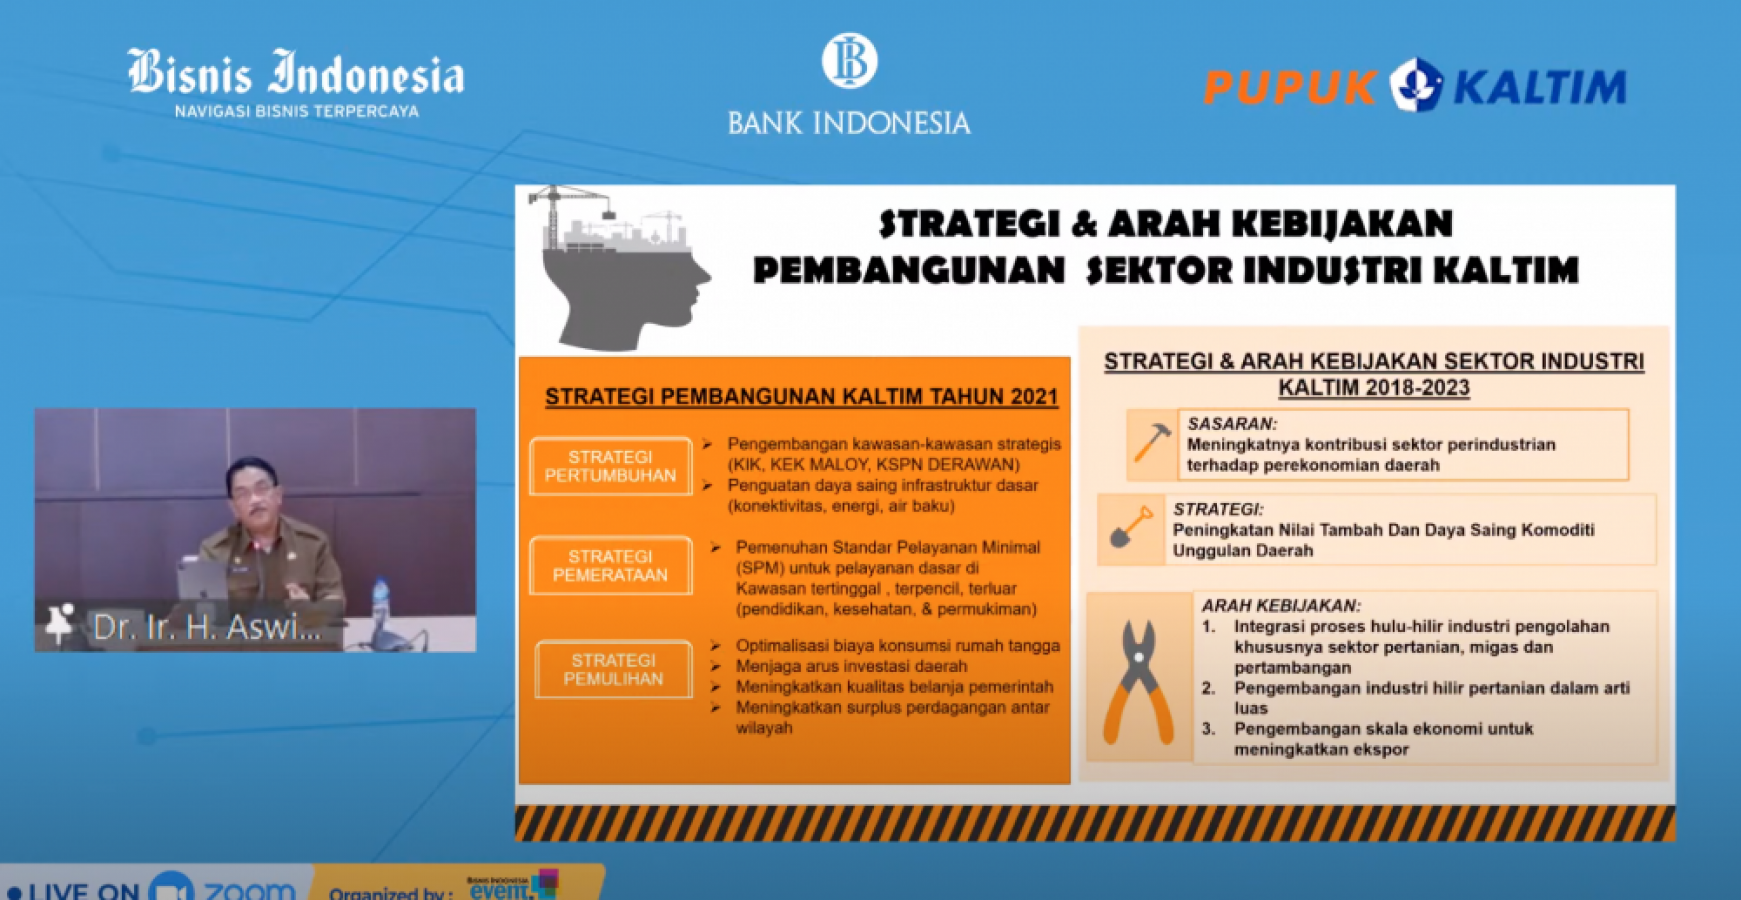 Bisnis Indonesia
NAVIGASI BISNIS TERPERCAYA
BANK INDONESIA
PUPUK KALTIM
STRATEGI & ARAH KEBIJAKAN
PEMBANGUNAN SEKTOR INDUSTRI KALTIM
STRATEGI PEMBANGUNAN KALTIM TAHUN 2021
STRATEGI
PERTUMBUHAN
➤ Pengembangan kawasan-kawasan strategis
(KIK, KEK MALOY, KSPN DERAWAN)
➤ Penguatan daya saing infrastruktur dasar
(konektivitas, energi, air baku)
STRATEGI
PEMERATAAN
➤ Pemenuhan Standar Pelayanan Minimal
(SPM) untuk pelayanan dasar di
Kawasan tertinggal , terpencil, terluar
(pendidikan, kesehatan, & permukiman)
STRATEGI
PEMULIHAN
➤ Optimalisasi biaya konsumsi rumah tangga
➤ Menjaga arus investasi daerah
➤ Meningkatkan kualitas belanja pemerintah
➤ Meningkatkan surplus perdagangan antar
wilayah
STRATEGI & ARAH KEBIJAKAN SEKTOR INDUSTRI
KALTIM 2018-2023
SASARAN:
Meningkatnya kontribusi sektor perindustrian
terhadap perekonomian daerah
STRATEGI:
Peningkatan Nilai Tambah Dan Daya Saing Komoditi
Unggulan Daerah
ARAH KEBIJAKAN:
1. Integrasi proses hulu-hilir industri pengolahan
khususnya sektor pertanian, migas dan
pertambangan
2. Pengembangan industri hilir pertanian dalam arti
luas
3. Pengembangan skala ekonomi untuk
meningkatkan ekspor
Dr. Ir. H. Aswi...
LIVE ON zoom
Organized by :
BISNIS INDONESIA
event